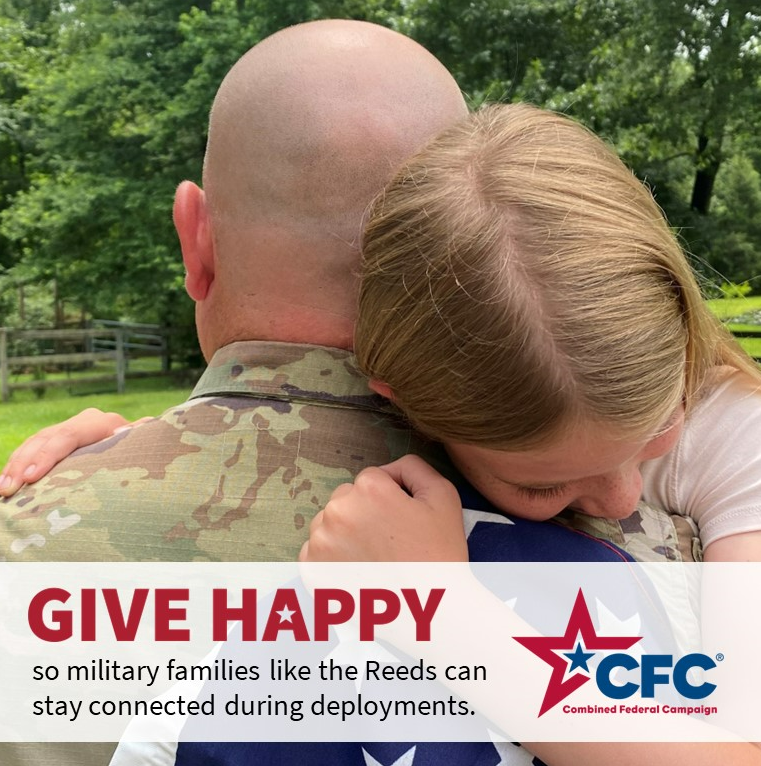 GIVE HAPPY
so military families like the Reeds can
stay connected during deployments.
CFC®
Combined Federal Campaign